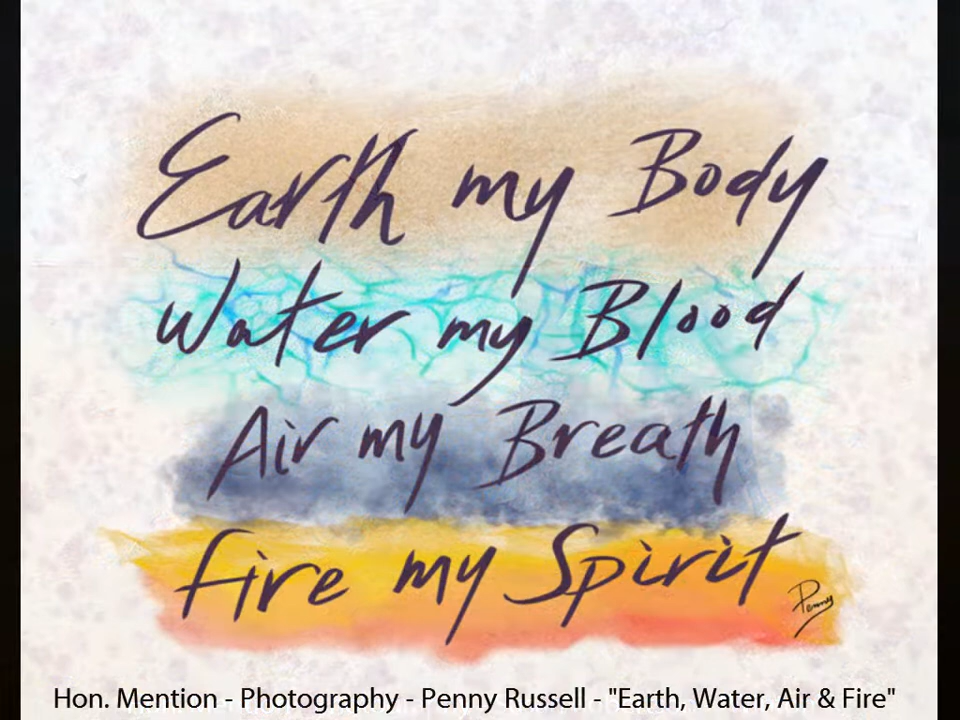 Earth my Body
Water my Blood
Air my Breath
fire my Spirit
Penny
Hon. Mention - Photography - Penny Russell - "Earth, Water, Air & Fire"